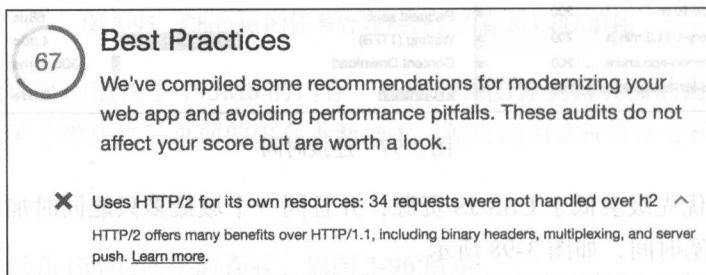 67
Best Practices
We've compiled some recommendations for modernizing your
web app and avoiding performance pitfalls. These audits do not
affect your score but are worth a look.
✖ Uses HTTP/2 for its own resources: 34 requests were not handled over h2
HTTP/2 offers many benefits over HTTP/1.1, including binary headers, multiplexing, and server
push. Learn more.